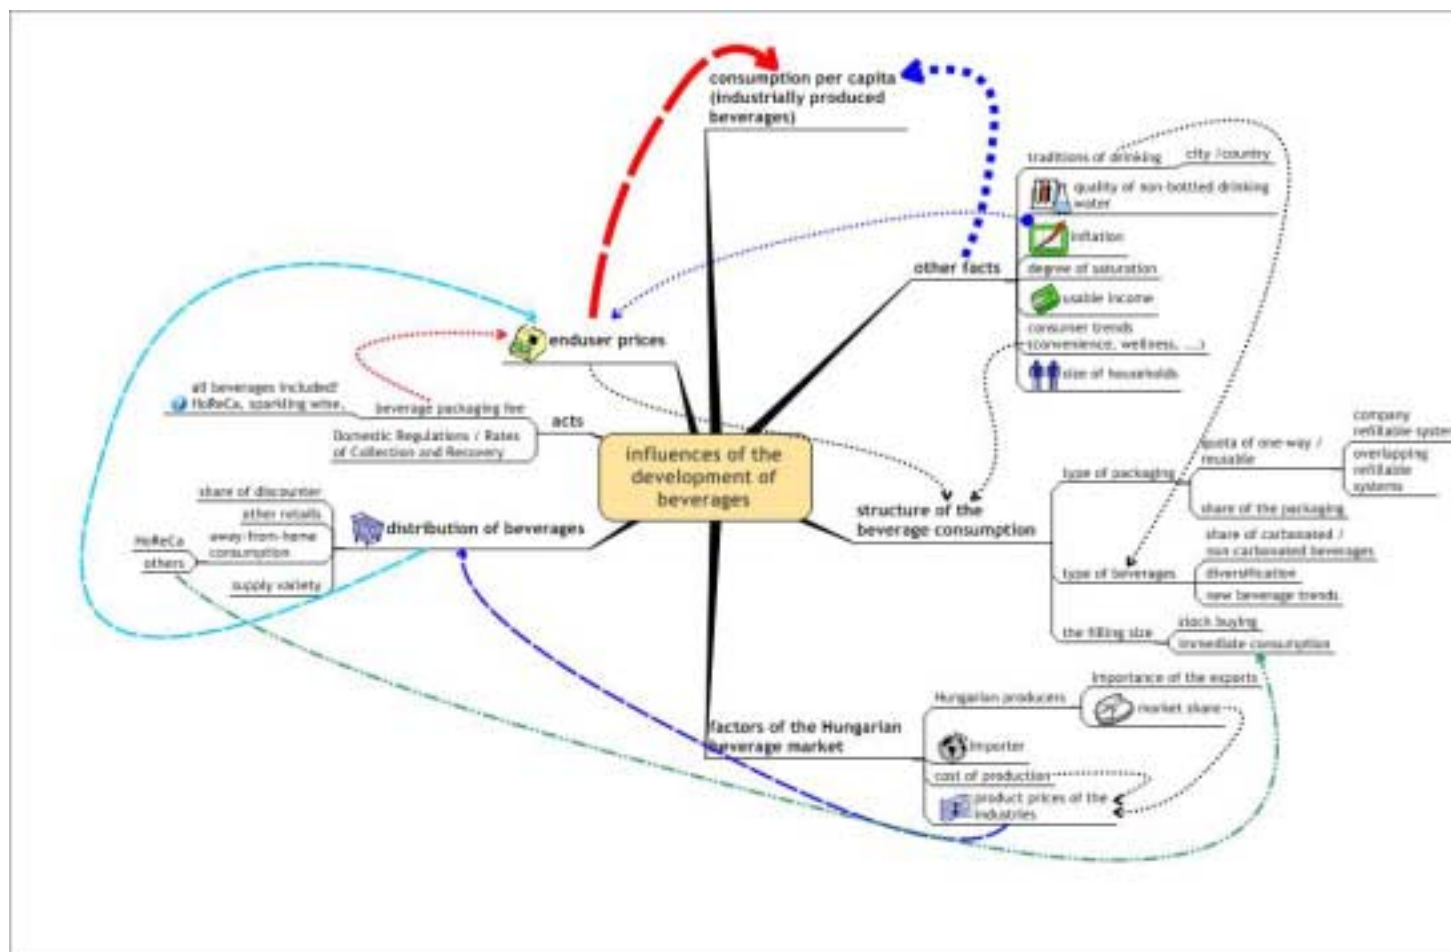 consumption per capita
(industrially produced
beverages)
traditions of drinking
city /country
quality of non-bottled drinking
water
inflation
other facts
degree of saturation
usable income
consumer trends
(convenience, wellness, ...)
size of households
enduser prices
all beverages included!
HoReCa, sparkling wine,
beverage packaging fee
acts
Domestic Regulations / Rates
of Collection and Recovery
influences of the
development of
beverages
company
refillable system
quota of one-way /
reusable
overlapping
refillable
systems
type of packaging
share of the packaging
structure of the
beverage consumption
share of discounter
other retails
distribution of beverages
HoReCa
away-from-home
consumption
others
supply variety
share of carbonated /
non carbonated beverages
type of beverages
diversification
new beverage trends
the filling size
stock buying
immediate consumption
factors of the Hungarian
beverage market
Hungarian producers
Importance of the exports
market share
Importer
cost of production
product prices of the
industries